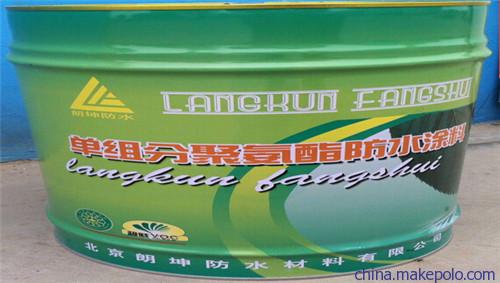 朗坤防水
LANGKUN FANGSHU
单组分聚氨酯防水涂料
langkun fangshui
北京朗坤防水材料有限公司
china.makepolo.com